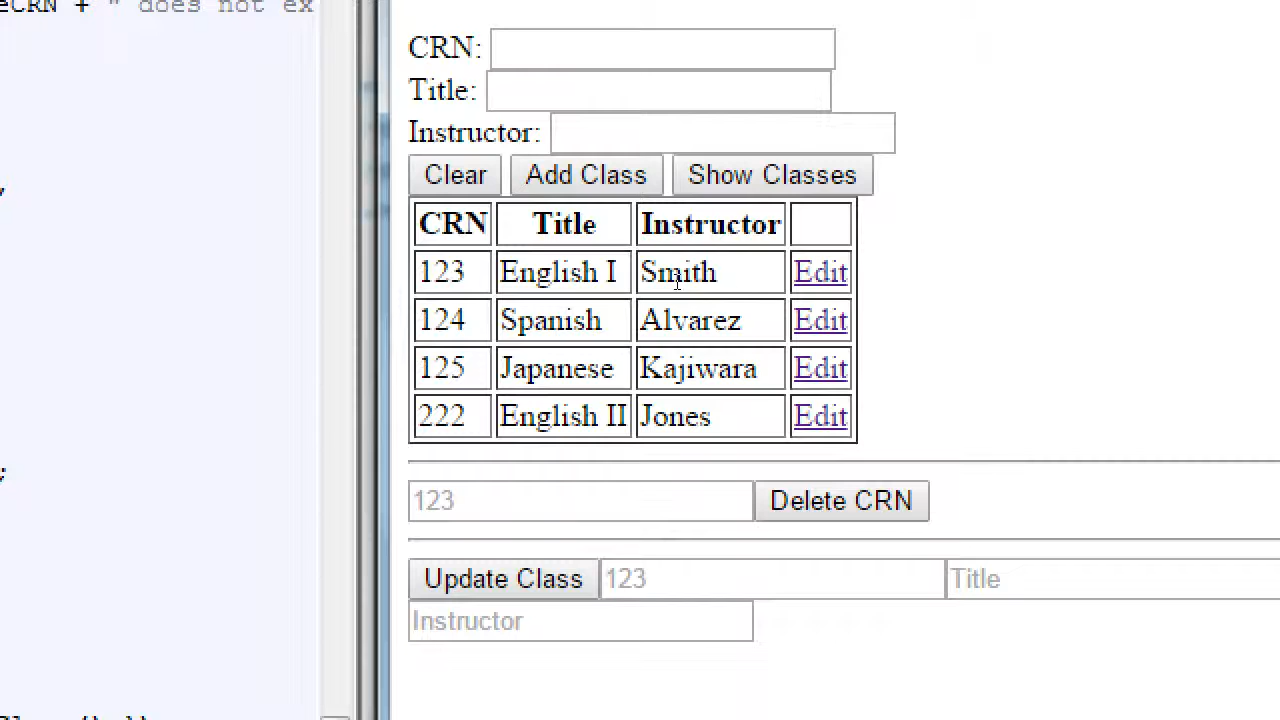 eCRN + " does not ex
CRN:
Title:
Instructor:
Clear Add Class Show Classes
CRN Title Instructor
123 English I Smith Edit
124 Spanish Alvarez Edit
125 Japanese Kajiwara Edit
222 English II Jones Edit
;
123 Delete CRN
Update Class 123 Title
Instructor